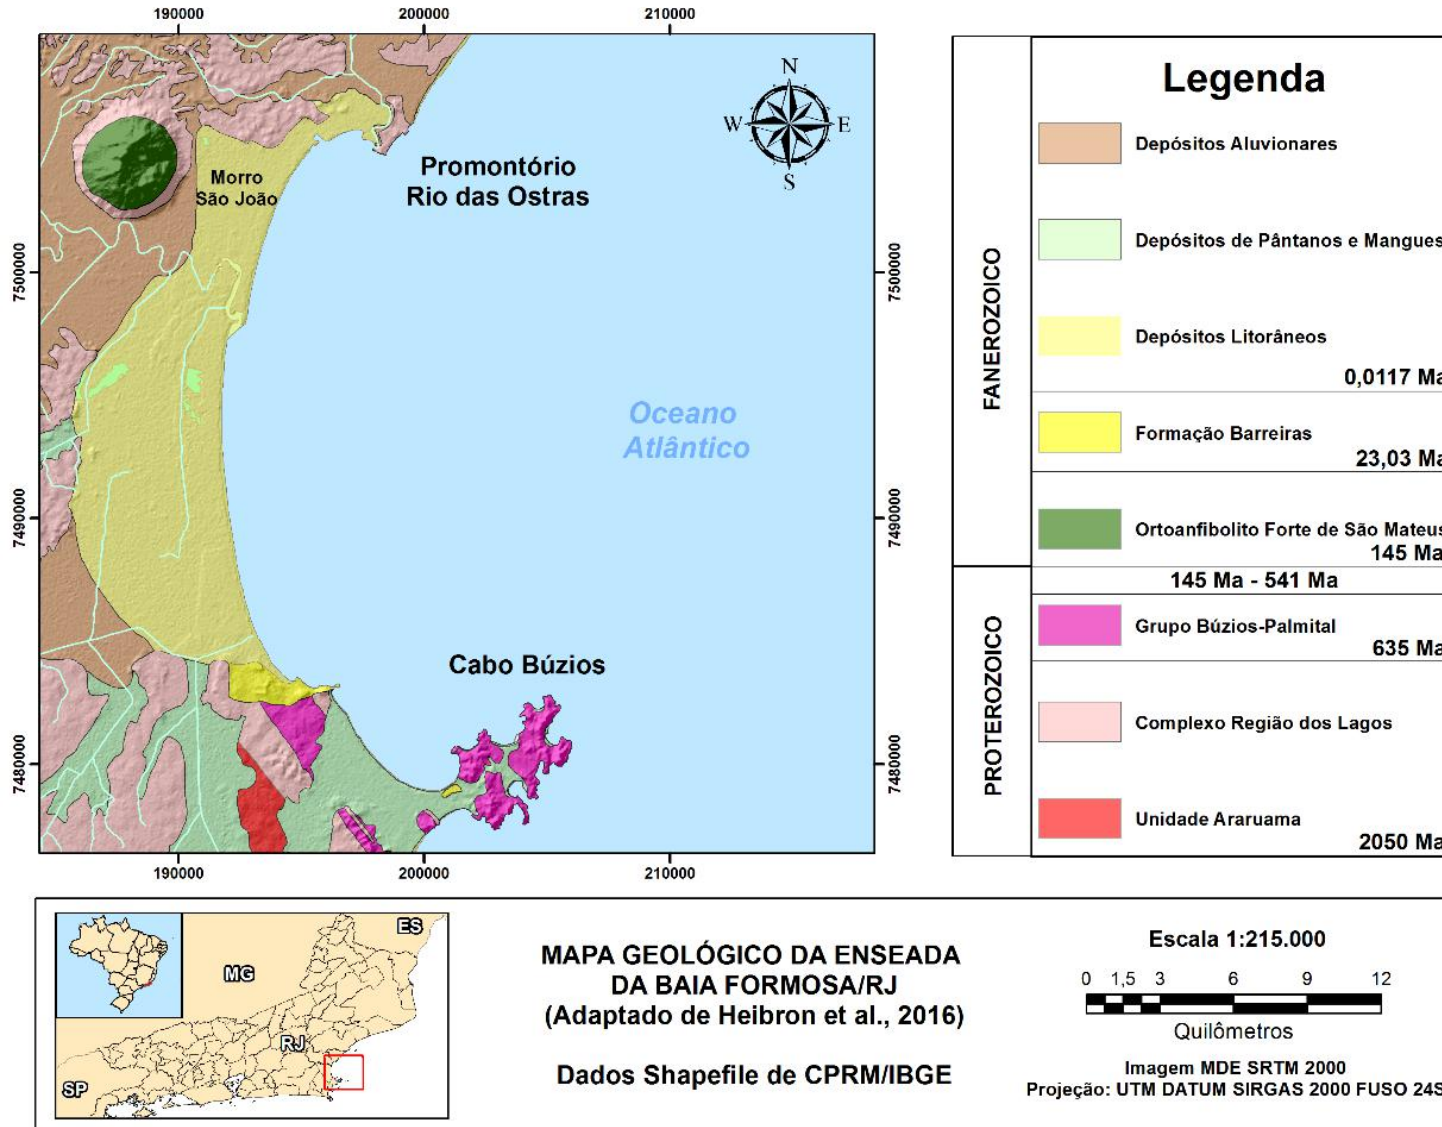 190000
200000
210000
7500000
7490000
7480000
7500000
7490000
7480000
190000
200000
210000
N
W
E
S
Promontório
Rio das Ostras
Morro
São João
Oceano
Atlântico
Cabo Búzios
Legenda
FANEROZOICO
Depósitos Aluvionares
Depósitos de Pântanos e Mangues
Depósitos Litorâneos
0,0117 Ma
Formação Barreiras
23,03 Ma
Ortoanfibolito Forte de São Mateus
145 Ma
145 Ma - 541 Ma
PROTEROZOICO
Grupo Búzios-Palmital
635 Ma
Complexo Região dos Lagos
Unidade Araruama
2050 Ma
ES
MG
RJ
SP
MAPA GEOLÓGICO DA ENSEADA
DA BAIA FORMOSA/RJ
(Adaptado de Heibron et al., 2016)
Dados Shapefile de CPRM/IBGE
Escala 1:215.000
0 1,5 3 6 9 12
Quilômetros
Imagem MDE SRTM 2000
Projeção: UTM DATUM SIRGAS 2000 FUSO 24S